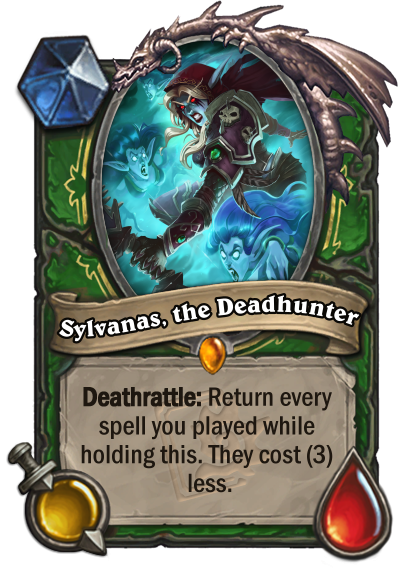 Sylvanas, the Deadhunter
Deathrattle: Return every
spell you played while
holding this. They cost (3)
less.